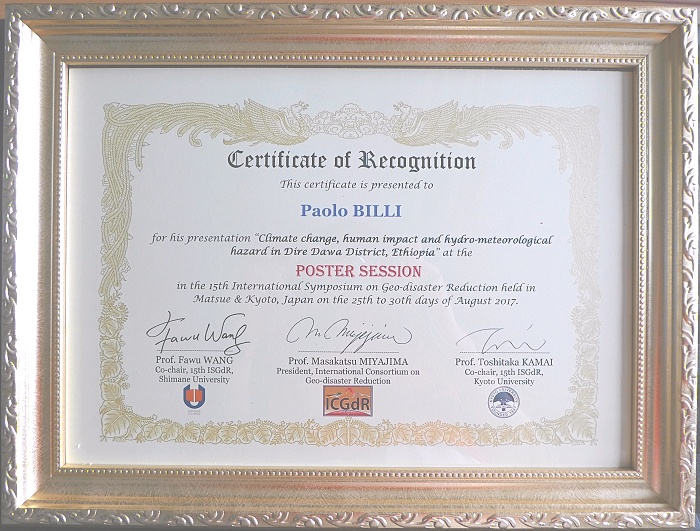 Certificate of Recognition
This certificate is presented to
Paolo BILLI
for his presentation "Climate change, human impact and hydro-meteorological
hazard in Dire Dawa District, Ethiopia" at the
POSTER SESSION
in the 15th International Symposium on Geo-disaster Reduction held in
Matsue & Kyoto, Japan on the 25th to 30th days of August 2017.
Fawu Wang
Prof. Fawu WANG
Co-chair, 15th ISGdR,
Shimane University
Prof. Masakatsu MIYAJIMA
President, International Consortium on
Geo-disaster Reduction
ICGdR
Prof. Toshitaka KAMAI
Co-chair, 15th ISGdR,
Kyoto University